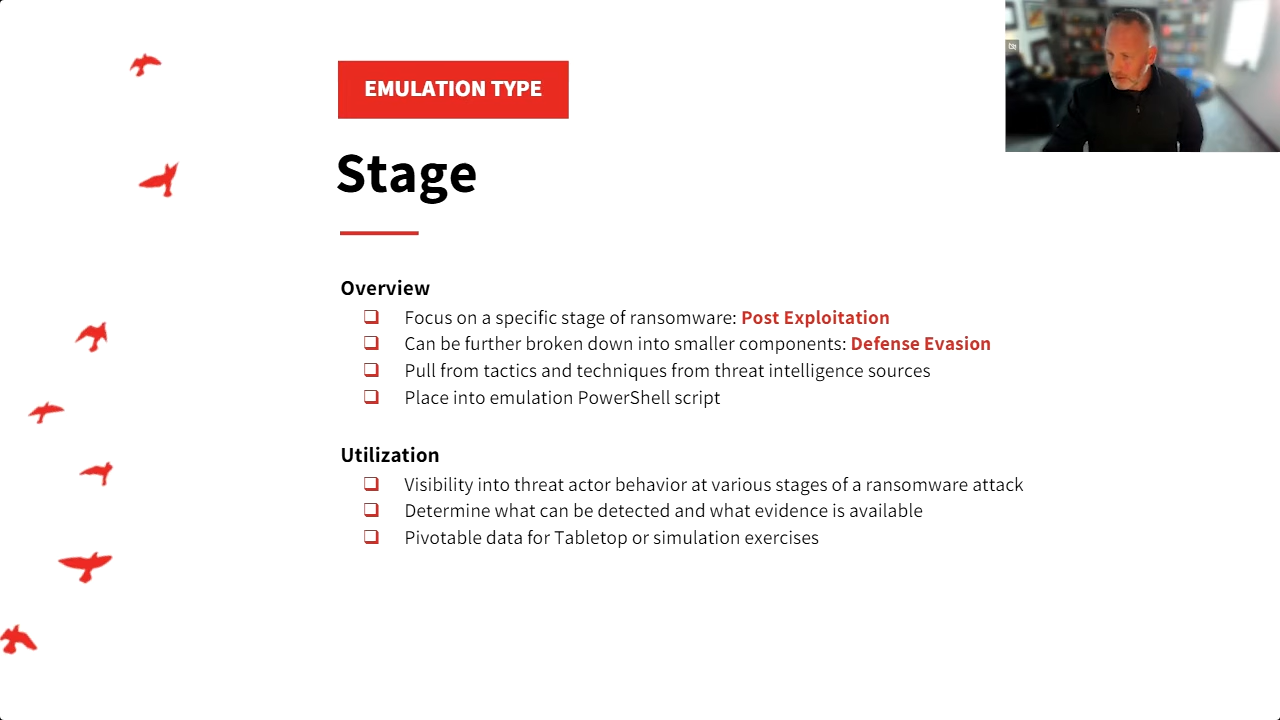 EMULATION TYPE
Stage
Overview
Focus on a specific stage of ransomware: Post Exploitation
Can be further broken down into smaller components: Defense Evasion
Pull from tactics and techniques from threat intelligence sources
Place into emulation PowerShell script
Utilization
Visibility into threat actor behavior at various stages of a ransomware attack
Determine what can be detected and what evidence is available
Pivotable data for Tabletop or simulation exercises